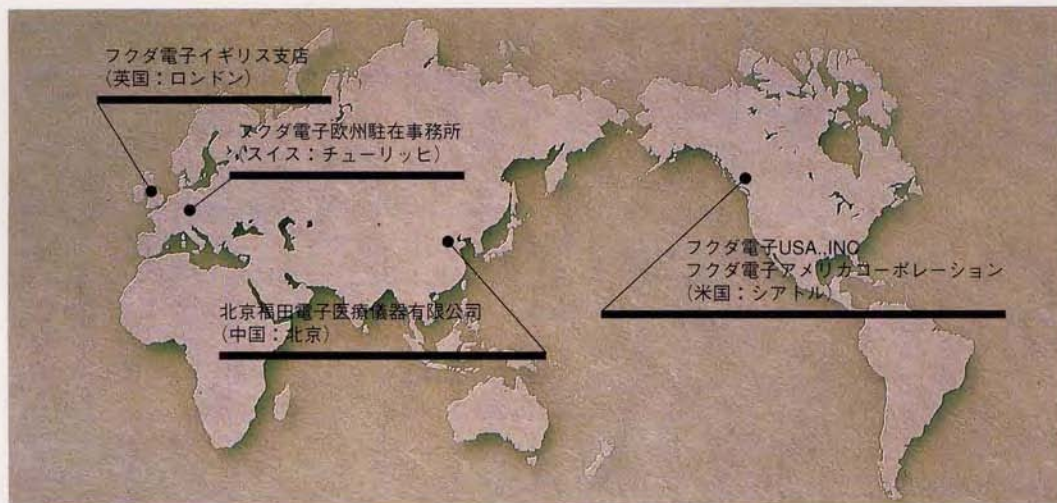 フクダ電子イギリス支店
(英国:ロンドン)
フクダ電子欧州駐在事務所
(スイス:チューリッヒ)
北京福田電子医療儀器有限公司
(中国:北京)
フクダ電子USA.,INC
フクダ電子アメリカコーポレーション
(米国:シアトル)